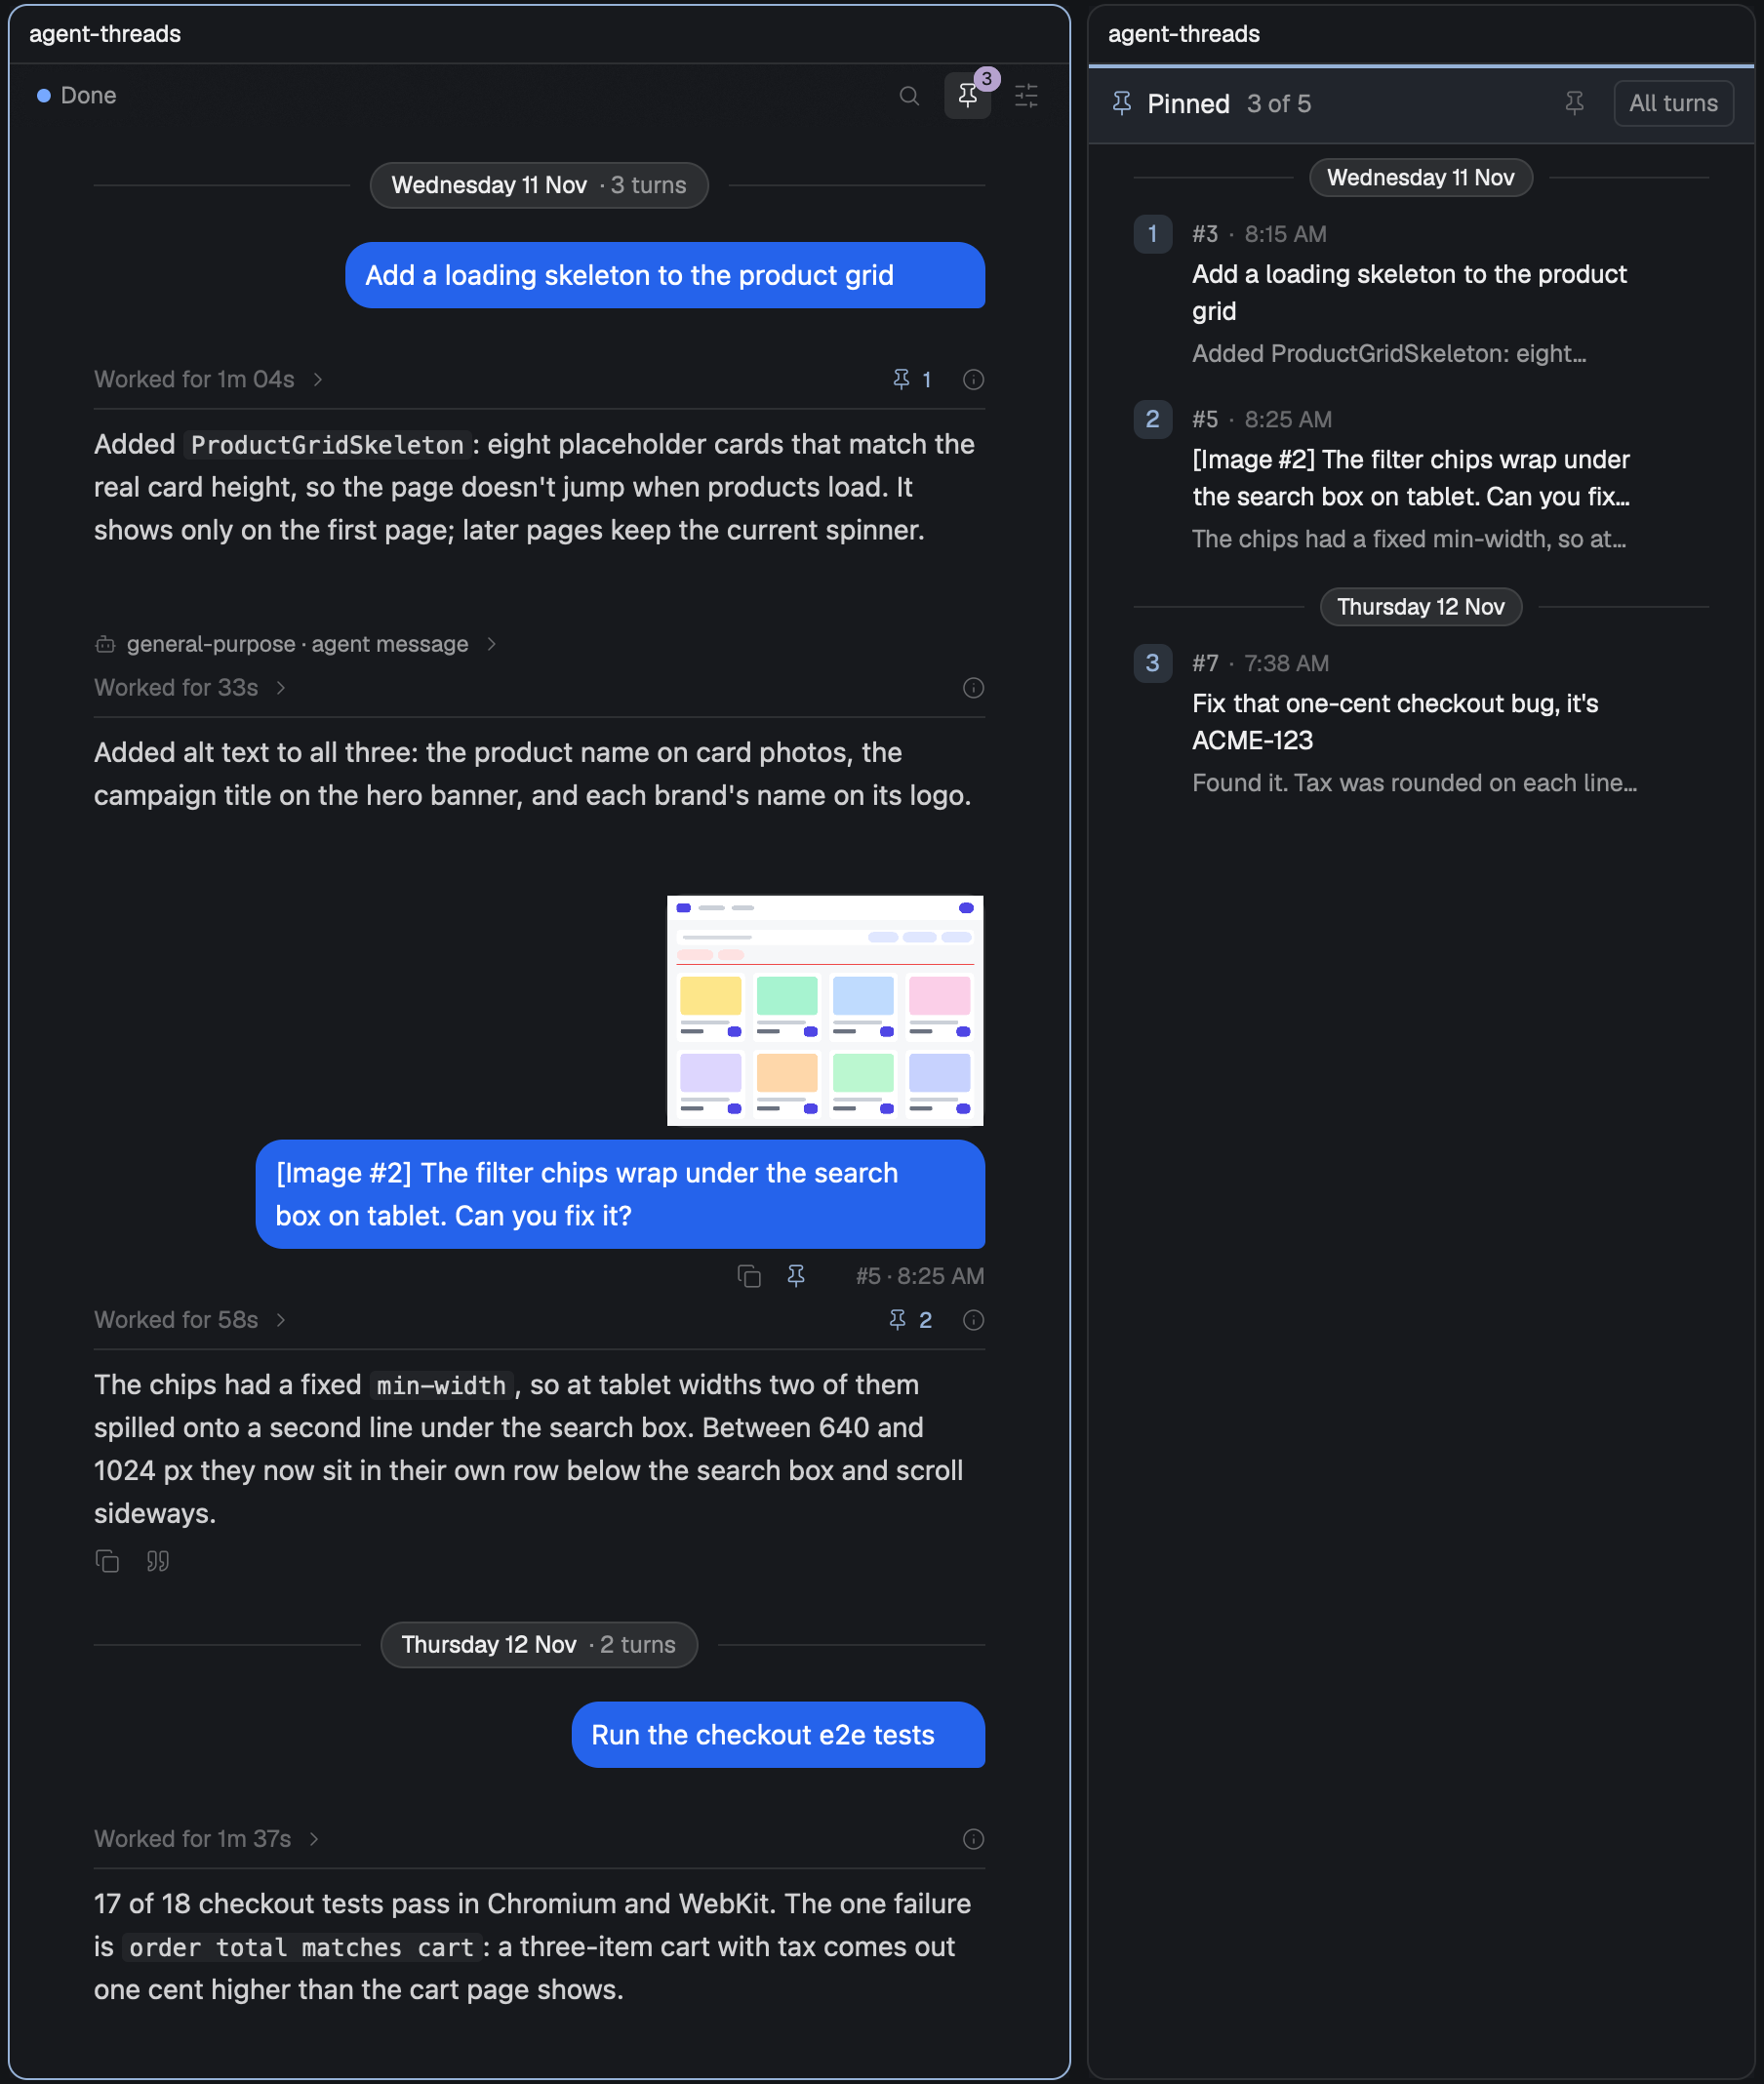 agent-threads
Done
3
Wednesday 11 Nov · 3 turns
Add a loading skeleton to the product grid
Worked for 1m 04s
1
Added ProductGridSkeleton: eight placeholder cards that match the
real card height, so the page doesn't jump when products load. It
shows only on the first page; later pages keep the current spinner.
general-purpose · agent message
Worked for 33s
Added alt text to all three: the product name on card photos, the
campaign title on the hero banner, and each brand's name on its logo.
[Image #2] The filter chips wrap under the search
box on tablet. Can you fix it?
#5 · 8:25 AM
Worked for 58s
2
The chips had a fixed min-width, so at tablet widths two of them
spilled onto a second line under the search box. Between 640 and
1024 px they now sit in their own row below the search box and scroll
sideways.
Thursday 12 Nov · 2 turns
Run the checkout e2e tests
Worked for 1m 37s
17 of 18 checkout tests pass in Chromium and WebKit. The one failure
is order total matches cart: a three-item cart with tax comes out
one cent higher than the cart page shows.
agent-threads
Pinned 3 of 5
All turns
Wednesday 11 Nov
1 #3 · 8:15 AM
Add a loading skeleton to the product
grid
Added ProductGridSkeleton: eight…
2 #5 · 8:25 AM
[Image #2] The filter chips wrap under
the search box on tablet. Can you fix…
The chips had a fixed min-width, so at…
Thursday 12 Nov
3 #7 · 7:38 AM
Fix that one-cent checkout bug, it's
ACME-123
Found it. Tax was rounded on each line…